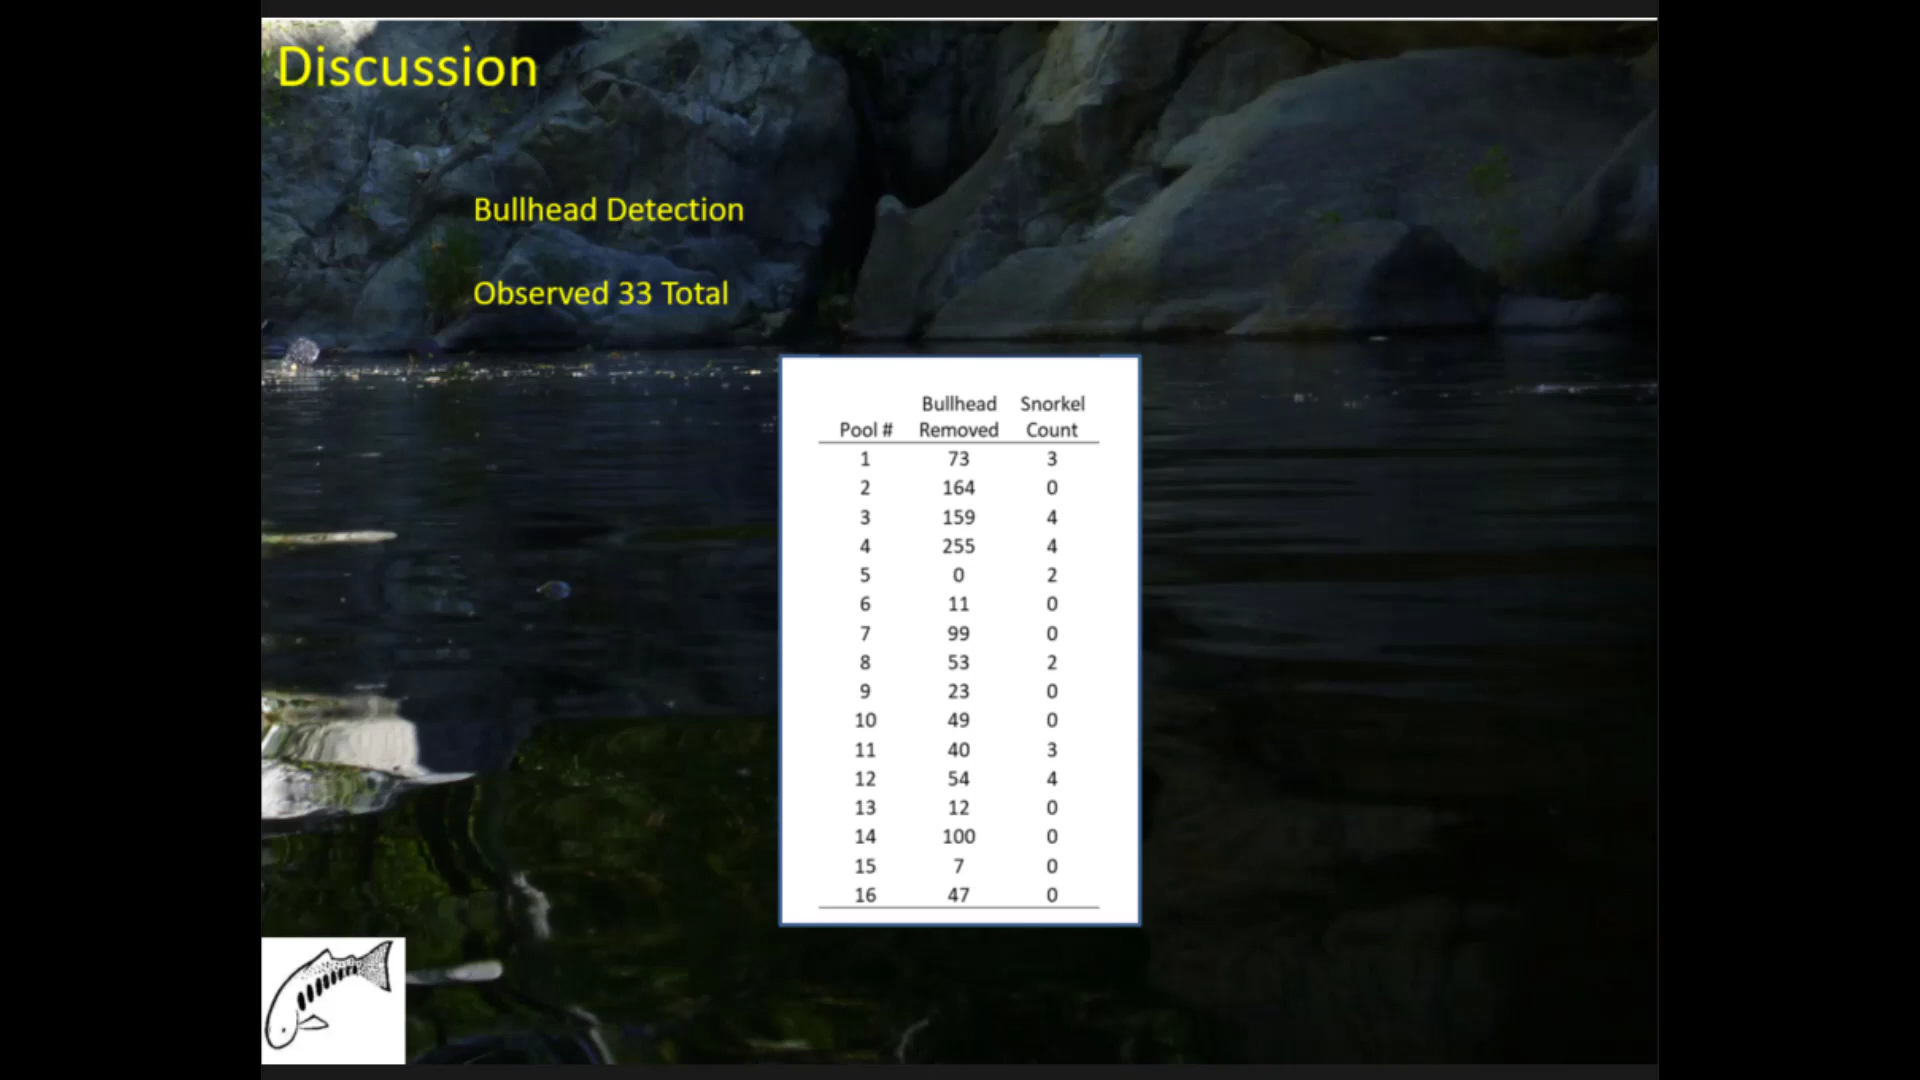 Discussion
Bullhead Detection
Observed 33 Total
Bullhead Snorkel
Pool # Removed Count
1 73 3
2 164 0
3 159 4
4 255 4
5 0 2
6 11 0
7 99 0
8 53 2
9 23 0
10 49 0
11 40 3
12 54 4
13 12 0
14 100 0
15 7 0
16 47 0